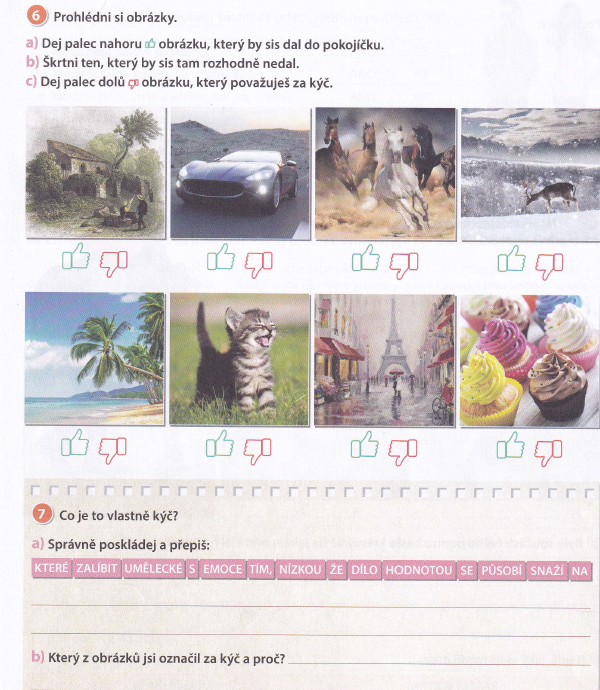 6 Prohlédni si obrázky.
a) Dej palec nahoru obrázku, který by sis dal do pokojíčku.
b) Škrtni ten, který by sis tam rozhodně nedal.
c) Dej palec dolů obrázku, který považuješ za kýč.
7 Co je to vlastně kýč?
a) Správně poskládej a přepiš:
KTERÉ ZALÍBIT UMĚLECKÉ S EMOCE TÍM, NÍZKOU ŽE DÍLO HODNOTOU SE PŮSOBÍ SNAŽÍ NA
b) Který z obrázků jsi označil za kýč a proč?